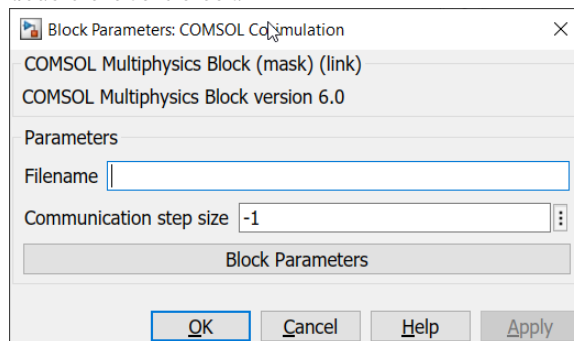 Block Parameters: COMSOL Cosimulation
COMSOL Multiphysics Block (mask) (link)
COMSOL Multiphysics Block version 6.0
Parameters
Filename
Communication step size -1
Block Parameters
OK Cancel Help Apply